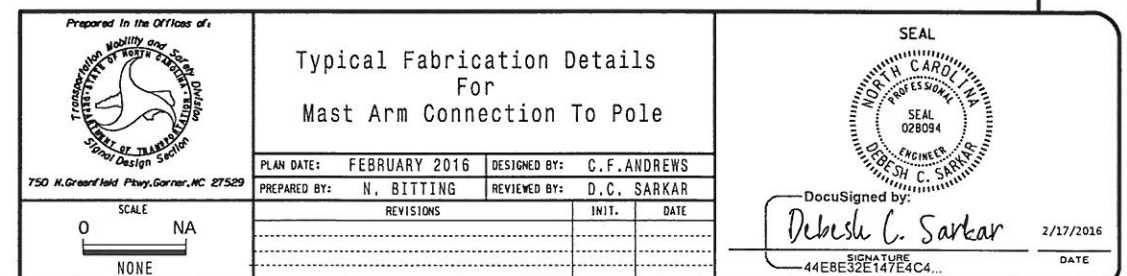 Prepared In the Offices of:
Transportation Mobility and Safety Division
STATE OF NORTH CAROLINA
DEPARTMENT OF TRANSPORTATION
Signal Design Section
750 N.Greenfield Pkwy,Garner,NC 27529
SCALE
0 NA
NONE
Typical Fabrication Details
For
Mast Arm Connection To Pole
PLAN DATE: FEBRUARY 2016 DESIGNED BY: C.F.ANDREWS
PREPARED BY: N. BITTING REVIEWED BY: D.C. SARKAR
REVISIONS INIT. DATE
SEAL
NORTH CAROLINA
PROFESSIONAL
SEAL
028094
ENGINEER
DEBESH C. SARKAR
DocuSigned by:
Debesh C. Sarkar
2/17/2016
SIGNATURE DATE
44E8E32E147E4C4...